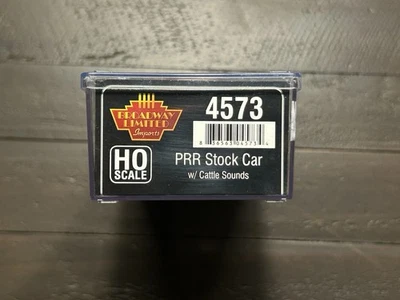 BROADWAY
LIMITED
Imports
4573
HO
SCALE
PRR Stock Car
w/ Cattle Sounds